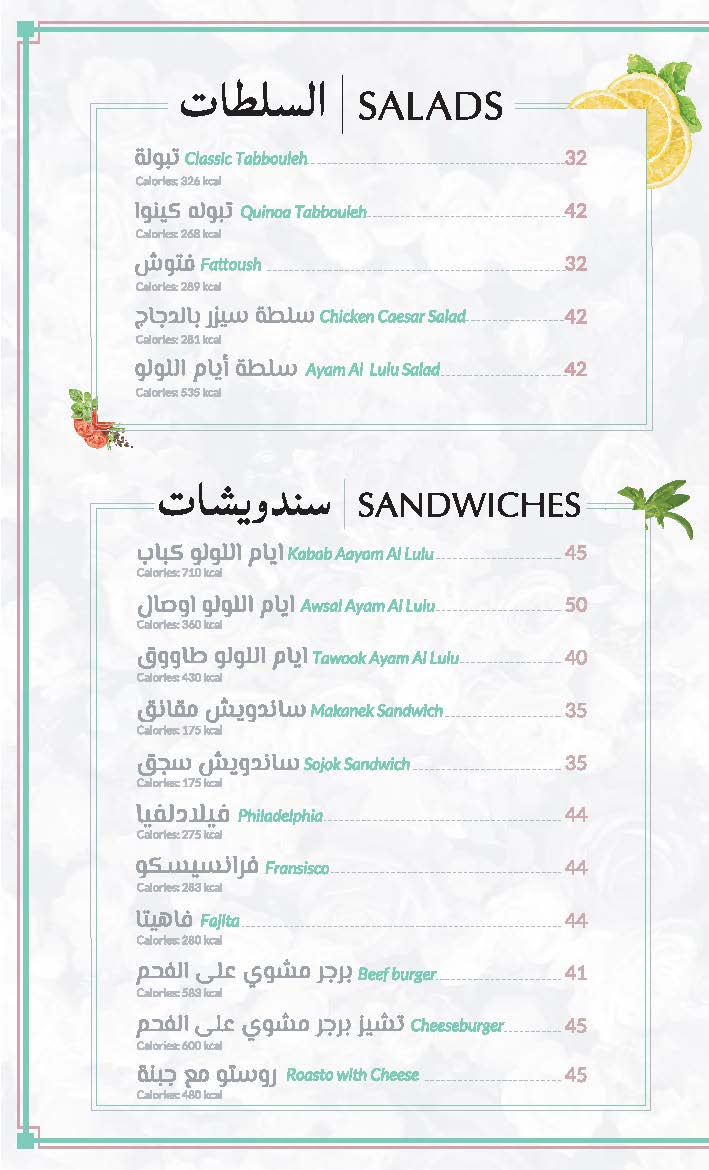 السلطات | SALADS
تبولة Classic Tabbouleh 32
Calories: 326 kcal
تبوله كينوا Quinoa Tabbouleh 42
Calories: 268 kcal
فتوش Fattoush 32
Calories: 289 kcal
سلطة سيزر بالدجاج Chicken Caesar Salad 42
Calories: 281 kcal
سلطة أيام اللولو Ayam Al Lulu Salad 42
Calories: 535 kcal
سندويشات | SANDWICHES
ايام اللولو كباب Kabab Aayam Al Lulu 45
Calories: 710 kcal
ايام اللولو اوصال Awsal Ayam Al Lulu 50
Calories: 360 kcal
ايام اللولو طاووق Tawook Ayam Al Lulu 40
Calories: 430 kcal
ساندويش مقانق Makanek Sandwich 35
Calories: 175 kcal
ساندويش سجق Sojok Sandwich 35
Calories: 175 kcal
فيلادلفيا Philadelphia 44
Calories: 275 kcal
فرانسيسكو Fransisco 44
Calories: 283 kcal
فاهيتا Fajita 44
Calories: 280 kcal
برجر مشوي على الفحم Beef burger 41
Calories: 583 kcal
تشيز برجر مشوي على الفحم Cheeseburger 45
Calories: 600 kcal
روستو مع جبنة Roasto with Cheese 45
Calories: 480 kcal